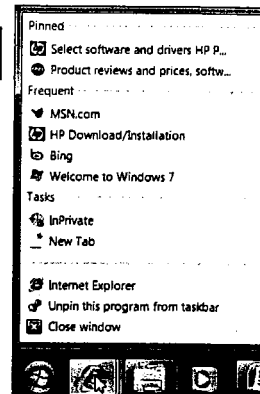 Pinned
Select software and drivers HP P...
Product reviews and prices, softw...
Frequent
MSN.com
HP Download/Installation
Bing
Welcome to Windows 7
Tasks
InPrivate
New Tab
Internet Explorer
Unpin this program from taskbar
Close window